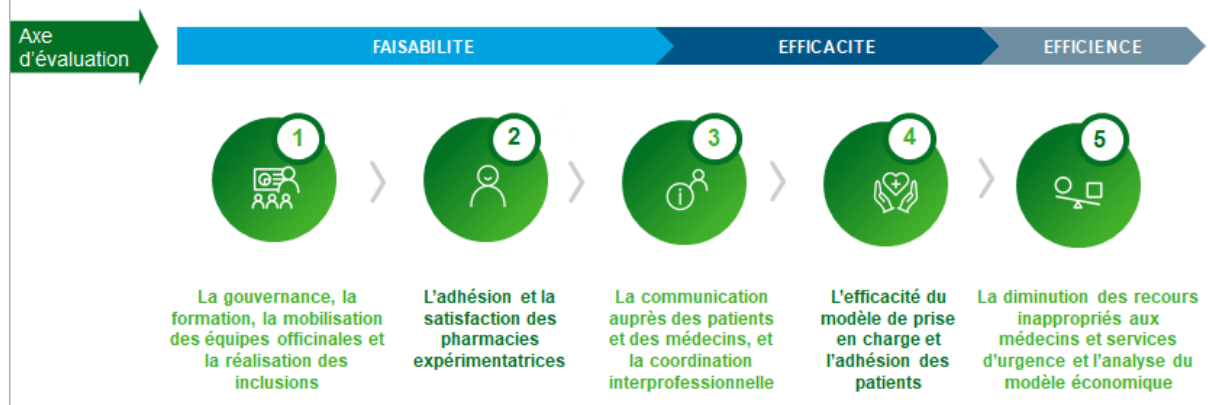 Axe
d'évaluation
FAISABILITE
EFFICACITE
EFFICIENCE
1
2
3
4
5
La gouvernance, la
formation, la mobilisation
des équipes officinales et
la réalisation des
inclusions
L'adhésion et la
satisfaction des
pharmacies
expérimentatrices
La communication
auprès des patients
et des médecins, et
la coordination
interprofessionnelle
L'efficacité du
modèle de prise
en charge et
l'adhésion des
patients
La diminution des recours
inappropriés aux
médecins et services
d'urgence et l'analyse du
modèle économique